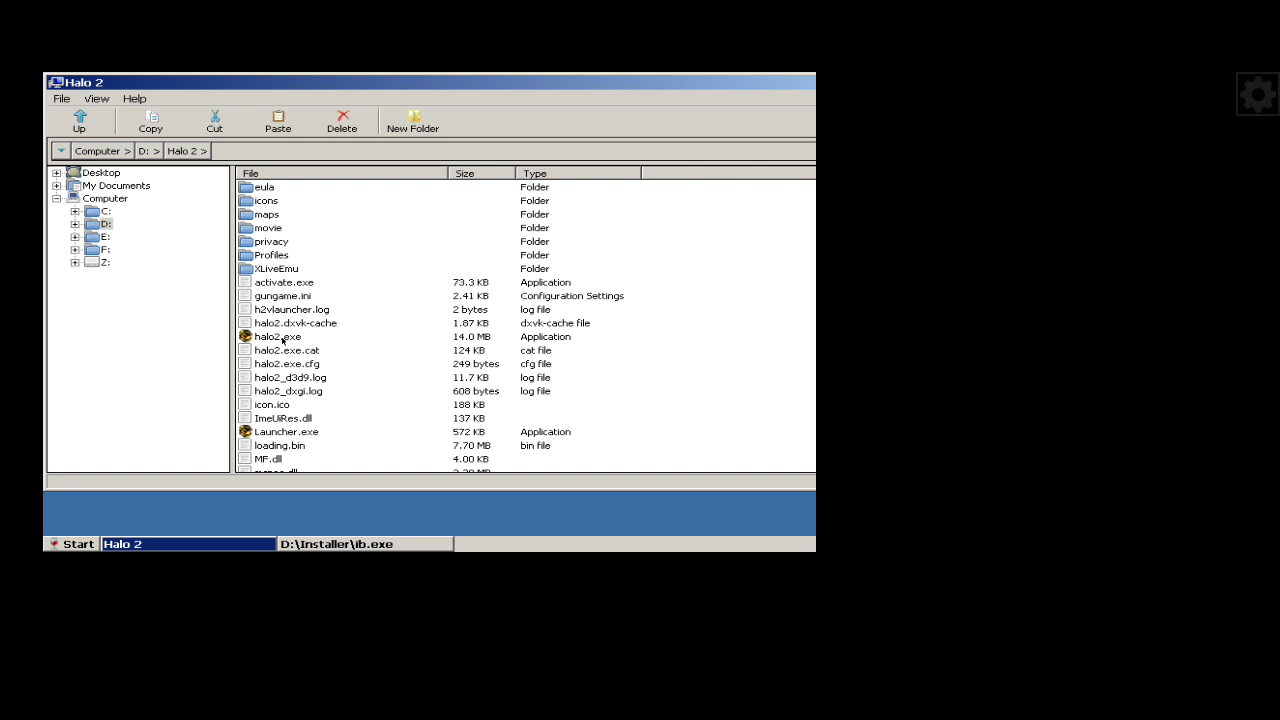 Halo 2
File View Help
Up Copy Cut Paste Delete New Folder
Computer > D: > Halo 2 >
Desktop
My Documents
Computer
C:
D:
E:
F:
Z:
File Size Type
eula Folder
icons Folder
maps Folder
movie Folder
privacy Folder
Profiles Folder
XLiveEmu Folder
activate.exe 73.3 KB Application
gungame.ini 2.41 KB Configuration Settings
h2vlauncher.log 2 bytes log file
halo2.dxvk-cache 1.87 KB dxvk-cache file
halo2.exe 14.0 MB Application
halo2.exe.cat 124 KB cat file
halo2.exe.cfg 249 bytes cfg file
halo2_d3d9.log 11.7 KB log file
halo2_dxgi.log 608 bytes log file
icon.ico 188 KB
ImeUiRes.dll 137 KB
Launcher.exe 572 KB Application
loading.bin 7.70 MB bin file
MF.dll 4.00 KB
Start Halo 2 D:\Installer\ib.exe